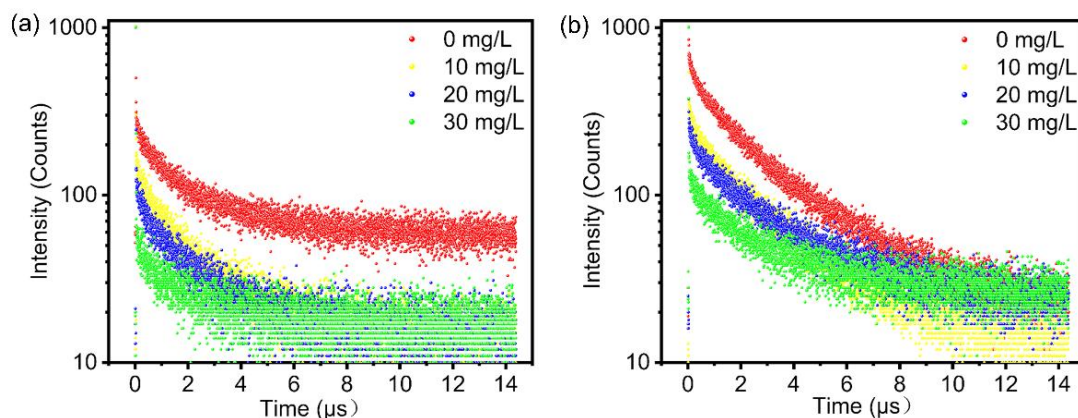 (a)
1000
100
10
Intensity (Counts)
0 mg/L
10 mg/L
20 mg/L
30 mg/L
0 2 4 6 8 10 12 14
Time (μs）
(b)
1000
100
10
Intensity (Counts)
0 mg/L
10 mg/L
20 mg/L
30 mg/L
0 2 4 6 8 10 12 14
Time (μs）